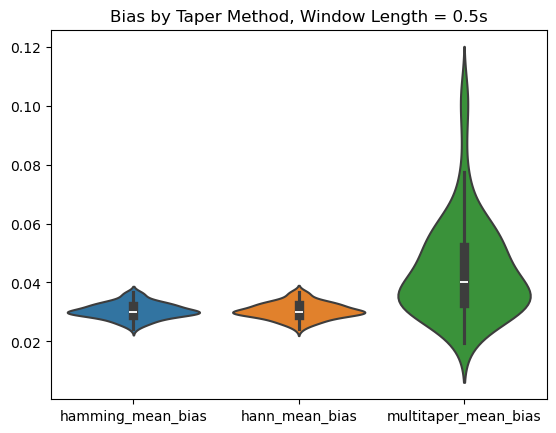 Bias by Taper Method, Window Length = 0.5s
0.12
0.10
0.08
0.06
0.04
0.02
hamming_mean_bias
hann_mean_bias
multitaper_mean_bias